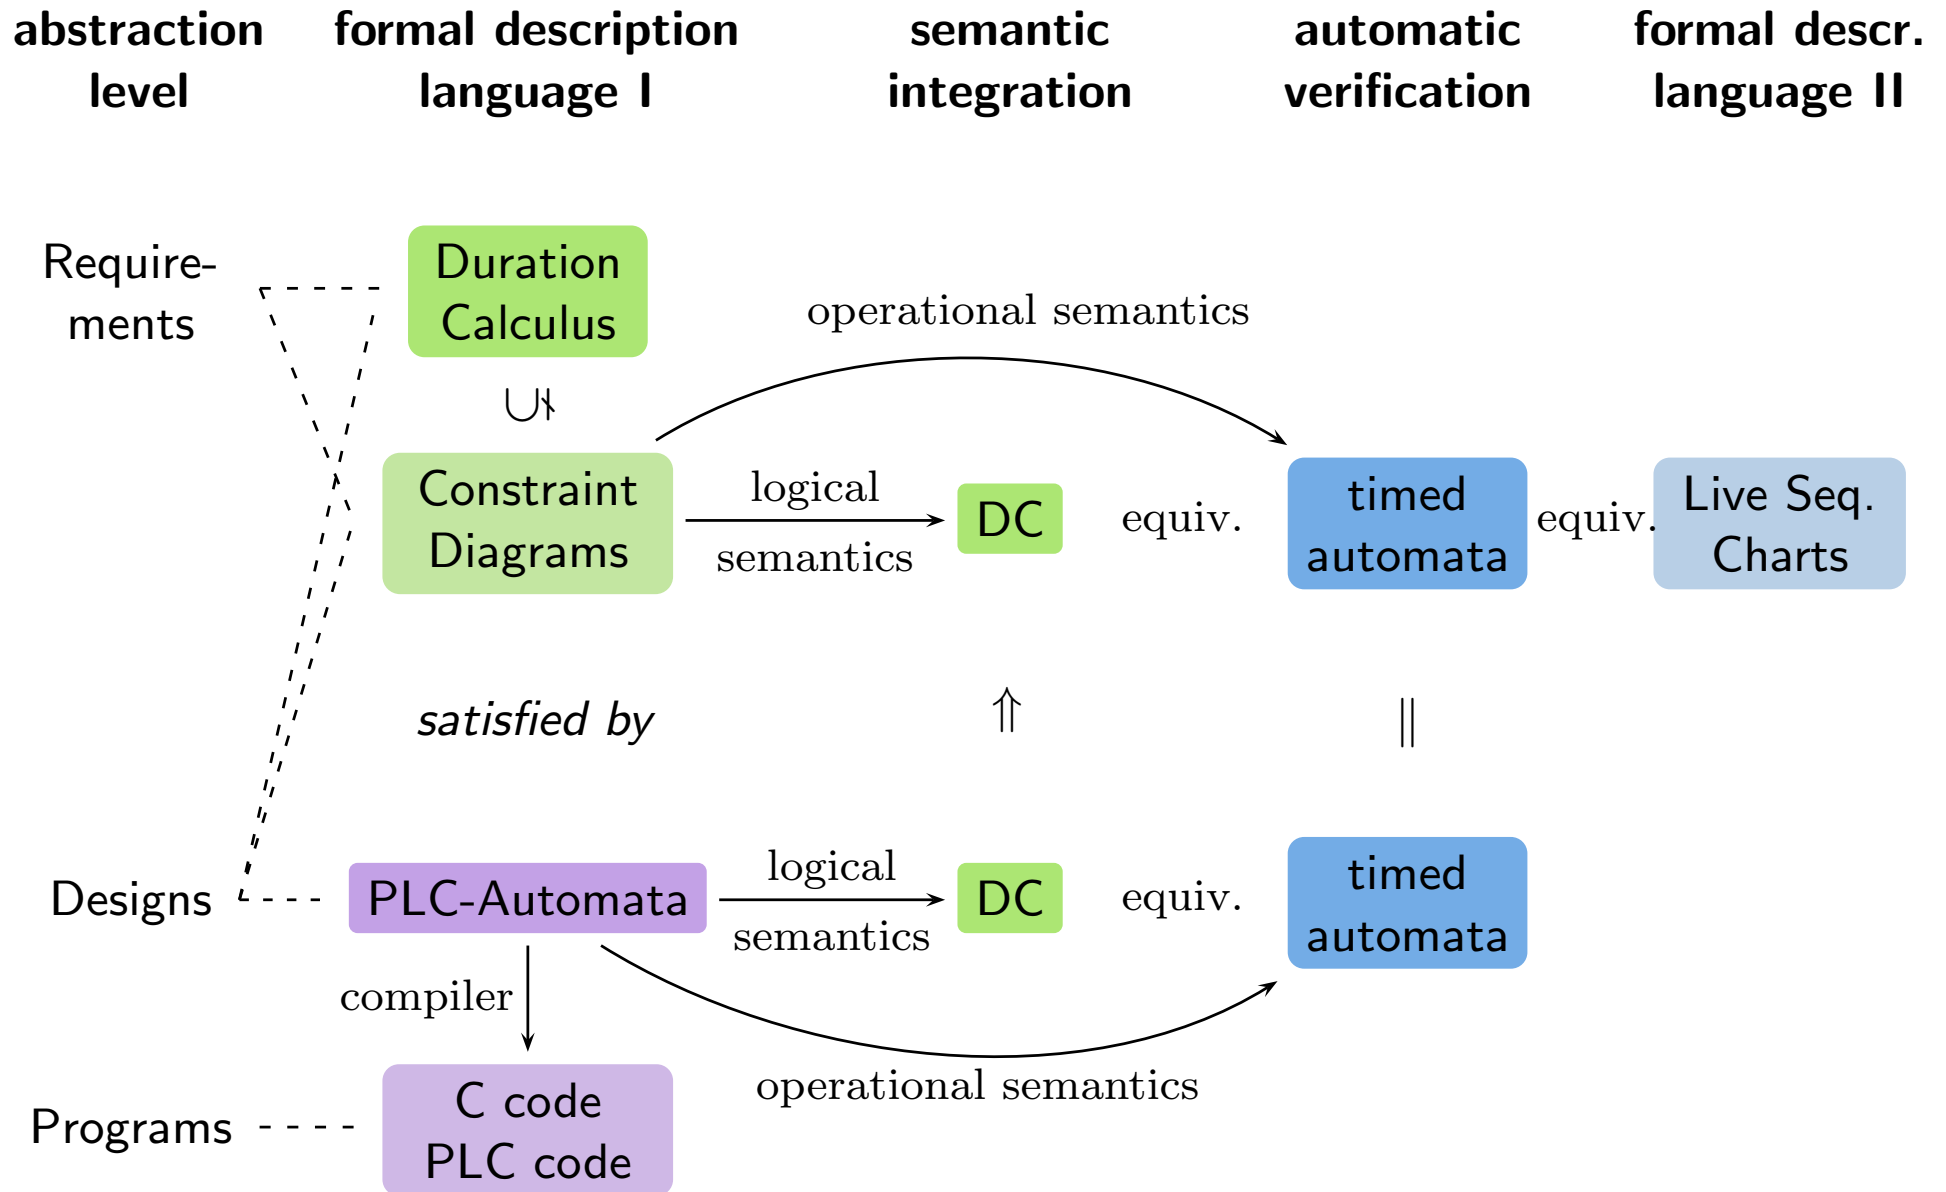 abstraction
level
formal description
language I
semantic
integration
automatic
verification
formal descr.
language II
Require-
ments
Duration
Calculus
operational semantics
Constraint
Diagrams
logical
semantics
DC
equiv.
timed
automata
equiv.
Live Seq.
Charts
satisfied by
⇑
||
Designs
PLC-Automata
logical
semantics
DC
equiv.
timed
automata
compiler
operational semantics
Programs
C code
PLC code